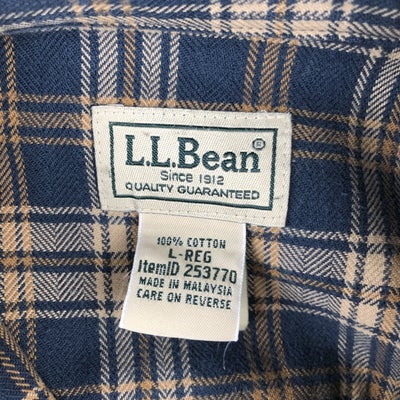 L.L.Bean®
Since 1912
QUALITY GUARANTEED
100% COTTON
L-REG
ItemID 253770
MADE IN MALAYSIA
CARE ON REVERSE